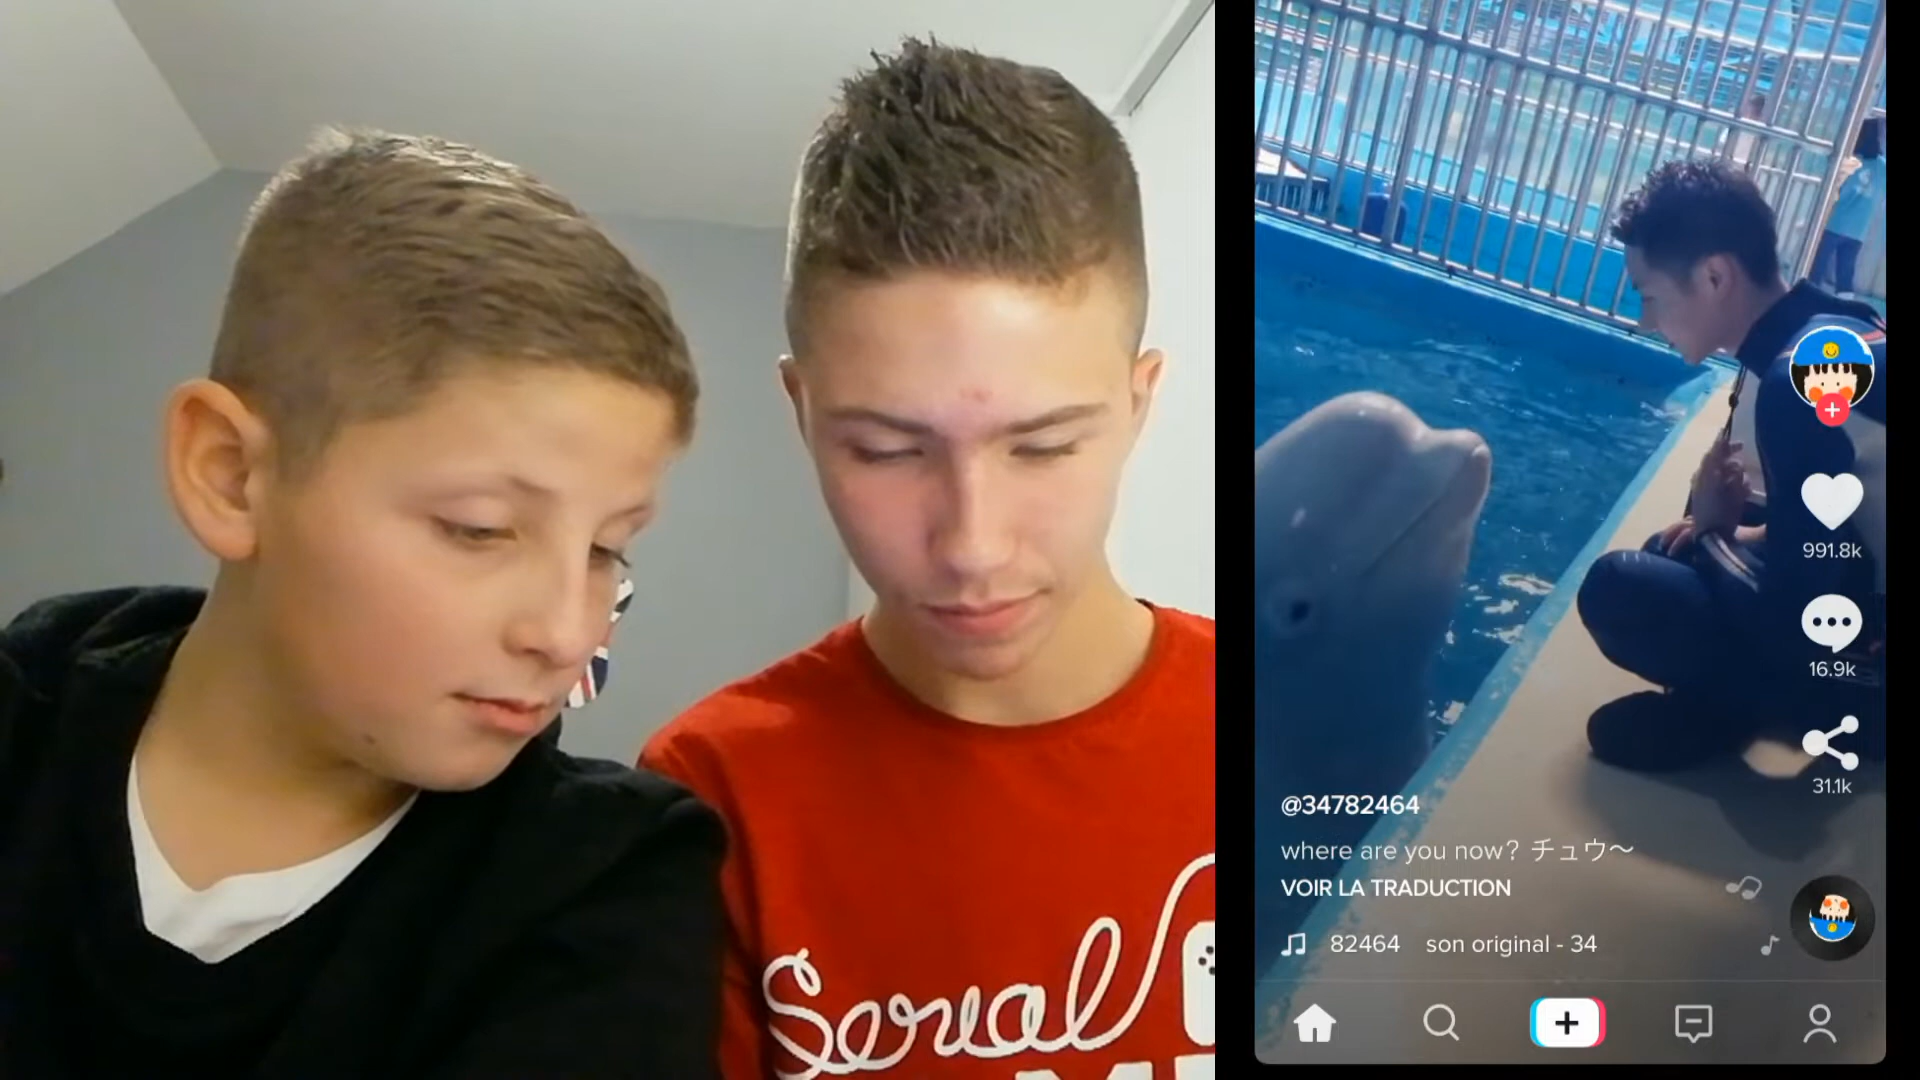 Serial
991.8k
16.9k
31.1k
@34782464
where are you now? チュウ〜
VOIR LA TRADUCTION
82464 son original - 34